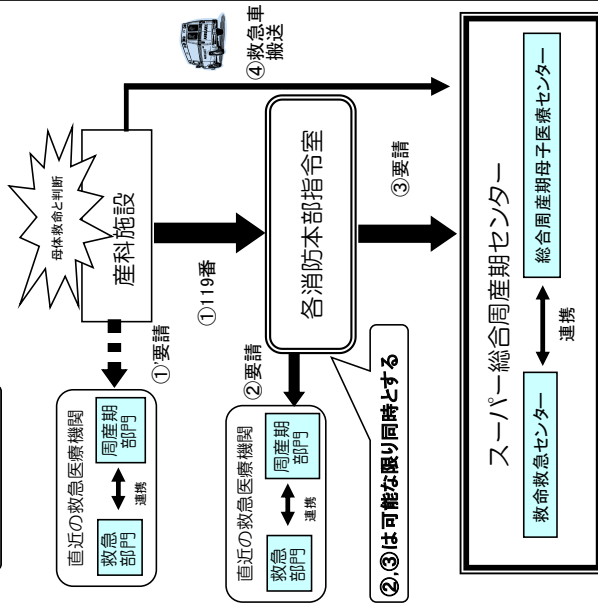 母体救命と判断
産科施設
④救急車
搬送
①'要請
①119番
直近の救急医療機関
救急
部門
連携
周産期
部門
各消防本部指令室
②要請
③要請
直近の救急医療機関
救急
部門
連携
周産期
部門
②,③は可能な限り同時とする
スーパー総合周産期センター
救命救急センター
連携
総合周産期母子医療センター